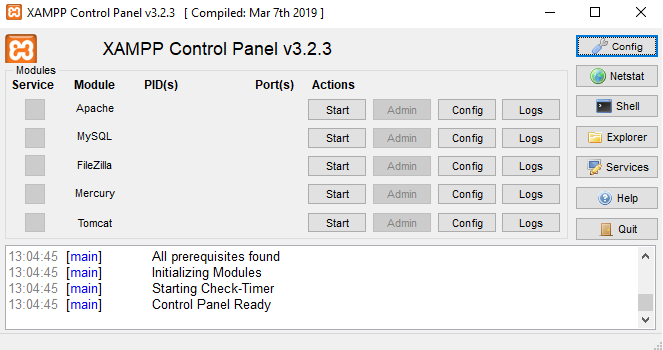 XAMPP Control Panel v3.2.3 [ Compiled: Mar 7th 2019 ]
XAMPP Control Panel v3.2.3
Config
Modules
Service Module PID(s) Port(s) Actions
Netstat
Apache Start Admin Config Logs
Shell
MySQL Start Admin Config Logs
Explorer
FileZilla Start Admin Config Logs
Services
Mercury Start Admin Config Logs
Help
Tomcat Start Admin Config Logs
Quit
13:04:45 [main] All prerequisites found
13:04:45 [main] Initializing Modules
13:04:45 [main] Starting Check-Timer
13:04:45 [main] Control Panel Ready